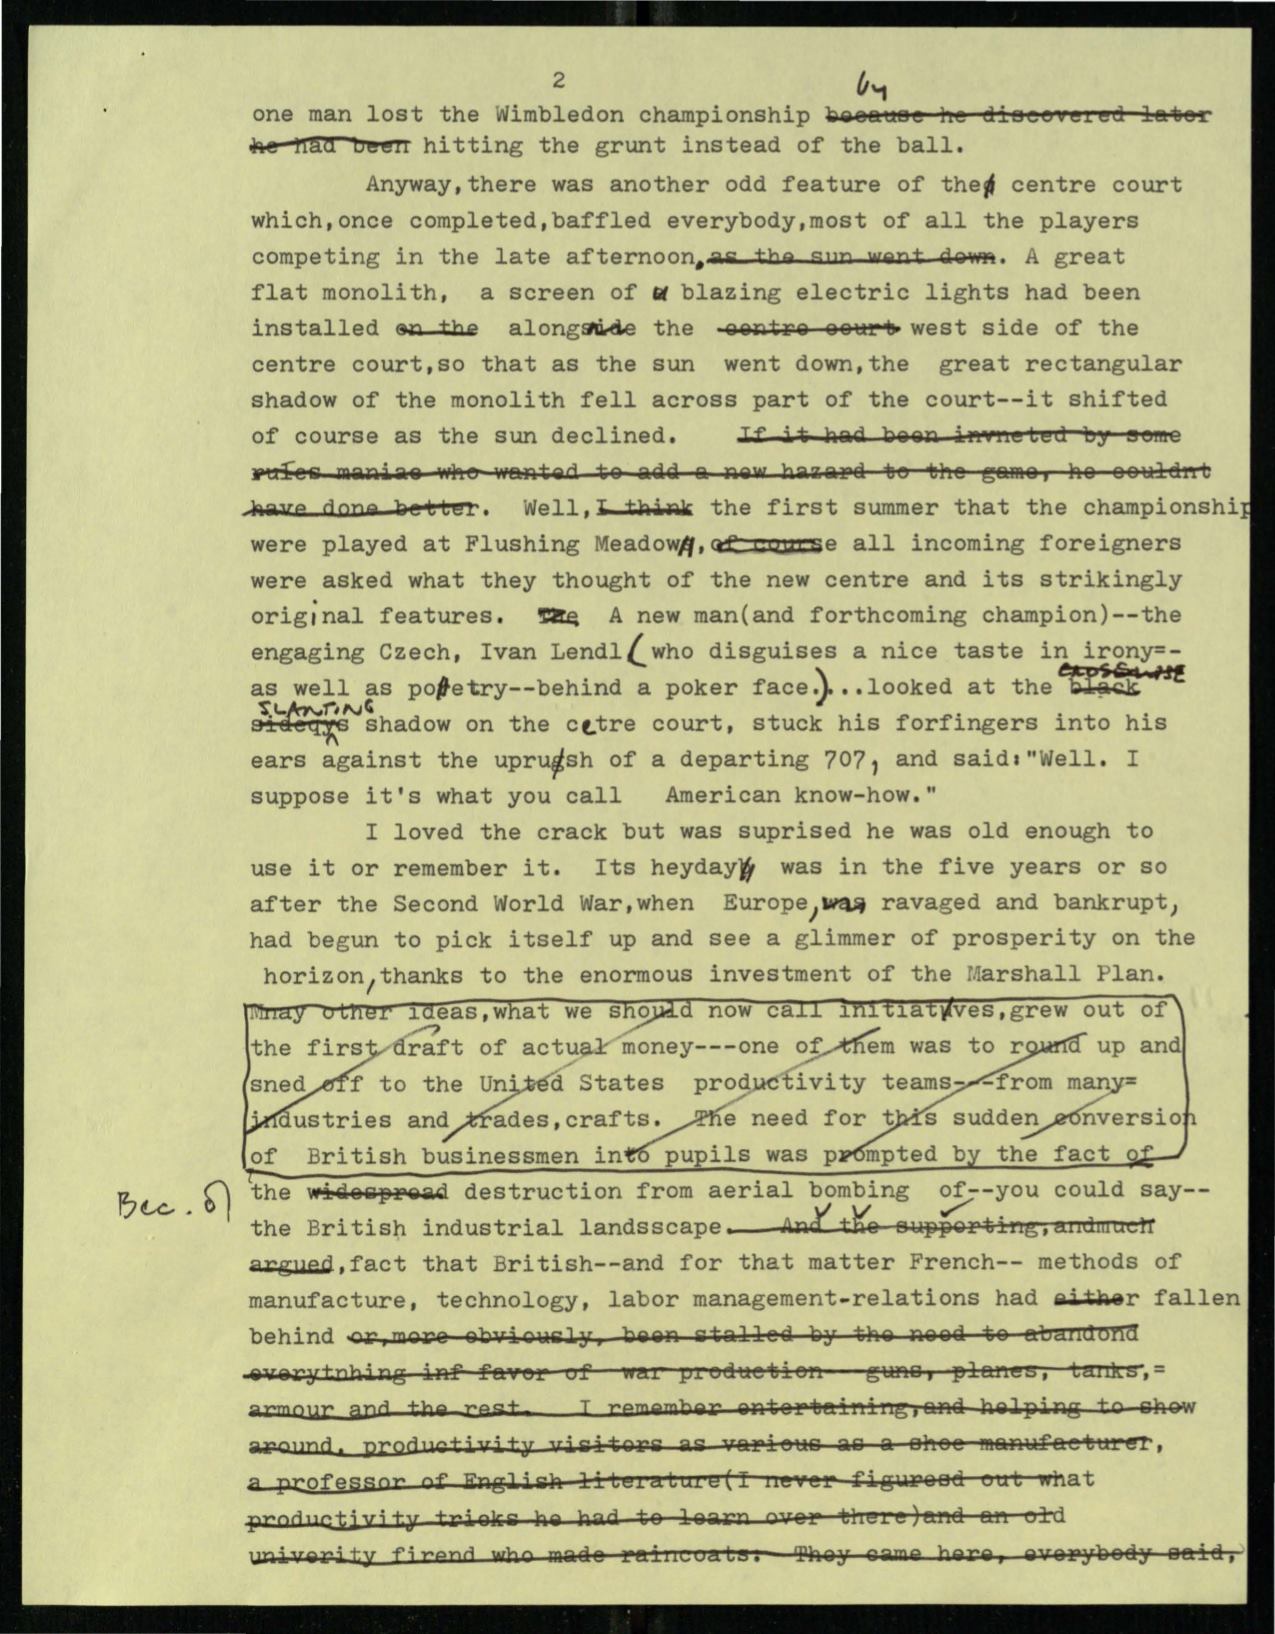 2
by
one man lost the Wimbledon championship because he discovered later
he had been hitting the grunt instead of the ball.
Anyway,there was another odd feature of the centre court
which,once completed,baffled everybody,most of all the players
competing in the late afternoon,as the sun went down. A great
flat monolith, a screen of blazing electric lights had been
installed on the alongside the centre court west side of the
centre court,so that as the sun went down,the great rectangular
shadow of the monolith fell across part of the court--it shifted
of course as the sun declined. If it had been invneted by some
rules maniac who wanted to add a new hazard to the game, he couldnt
have done better. Well,I think the first summer that the championship
were played at Flushing Meadow, of course all incoming foreigners
were asked what they thought of the new centre and its strikingly
original features. The A new man(and forthcoming champion)--the
engaging Czech, Ivan Lendl (who disguises a nice taste in irony=-
CROSSWISE
as well as poetry--behind a poker face.)...looked at the black
SLANTING
sideqys shadow on the cetre court, stuck his forfingers into his
ears against the uprush of a departing 707, and said:"Well. I
suppose it's what you call American know-how."
I loved the crack but was suprised he was old enough to
use it or remember it. Its heyday was in the five years or so
after the Second World War,when Europe, was ravaged and bankrupt,
had begun to pick itself up and see a glimmer of prosperity on the
horizon,thanks to the enormous investment of the Marshall Plan.
Mnay other ideas,what we should now call initiatives,grew out of
the first draft of actual money---one of them was to round up and
sned off to the United States productivity teams---from many=
industries and trades,crafts. The need for this sudden conversion
of British businessmen into pupils was prompted by the fact of
Bec. of
the widespread destruction from aerial bombing of--you could say--
the British industrial landsscape. And the supporting,andmuch
argued,fact that British--and for that matter French-- methods of
manufacture, technology, labor management-relations had either fallen
behind or,more obviously, been stalled by the need to abandond
everytnhing inf favor of war production---guns, planes, tanks,=
armour and the rest. I remember entertaining,and helping to show
around, productivity visitors as various as a shoe manufacturer,
a professor of English literature(I never figuresd out what
productivity tricks he had to learn over there)and an old
univerity firend who made raincoats. They came here, everybody said,